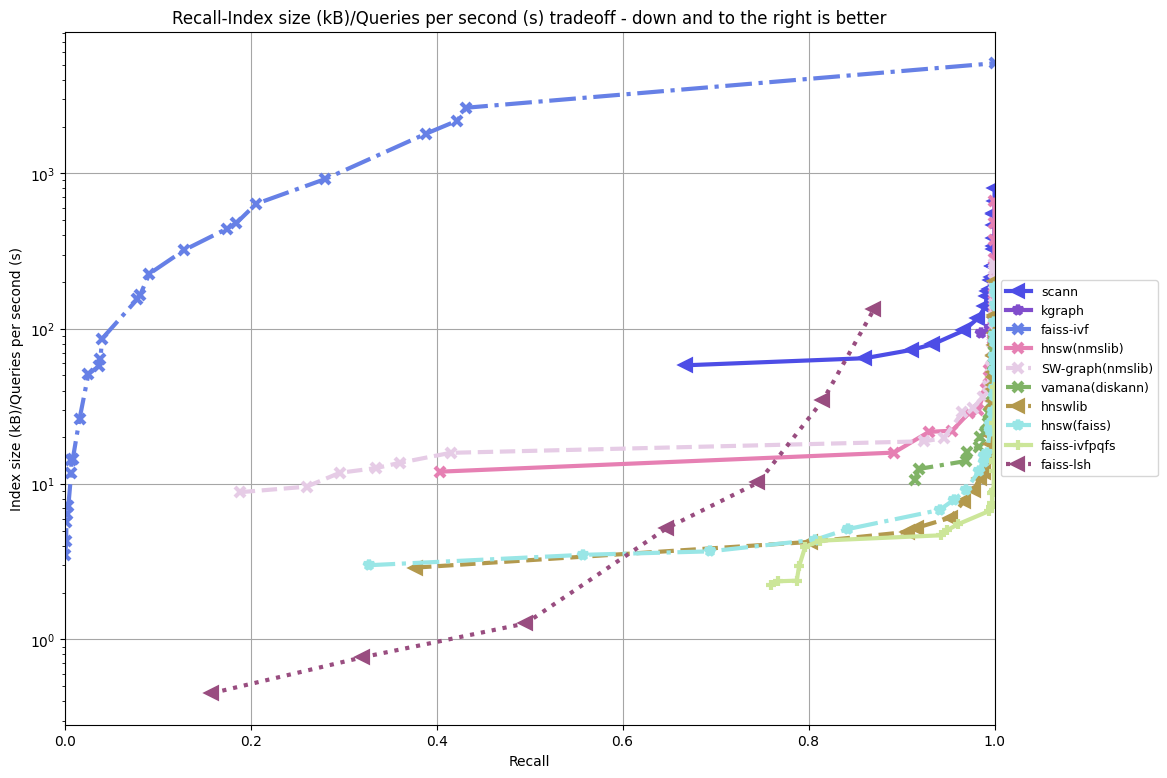 Recall-Index size (kB)/Queries per second (s) tradeoff - down and to the right is better
Index size (kB)/Queries per second (s)
10³
10²
10¹
10⁰
0.0
0.2
0.4
0.6
0.8
1.0
Recall
scann
kgraph
faiss-ivf
hnsw(nmslib)
SW-graph(nmslib)
vamana(diskann)
hnswlib
hnsw(faiss)
faiss-ivfpqfs
faiss-lsh